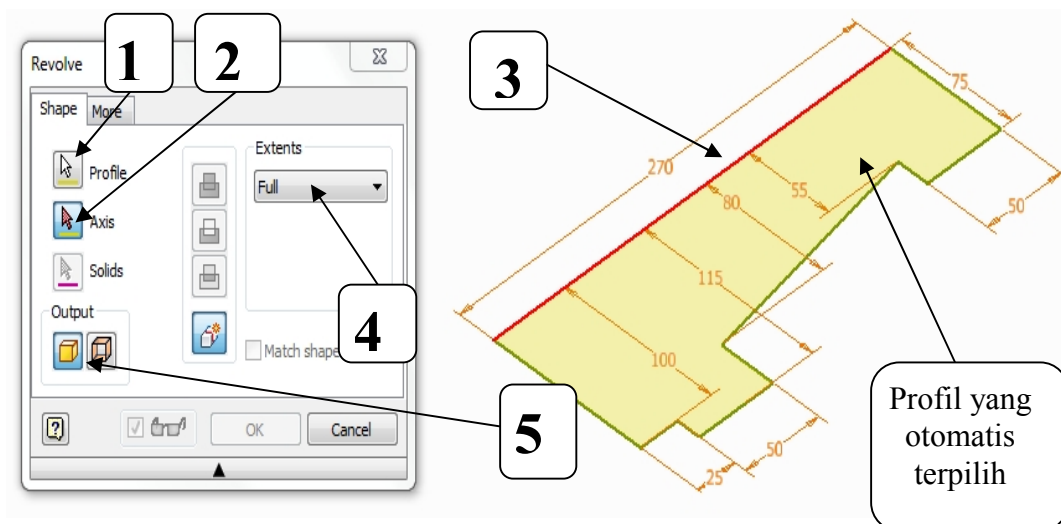 Revolve
1
2
Shape
More
Profile
Axis
Solids
Output
Extents
Full
4
Match shape
OK
Cancel
5
3
270
75
55
80
50
115
100
50
25
Profil yang
otomatis
terpilih